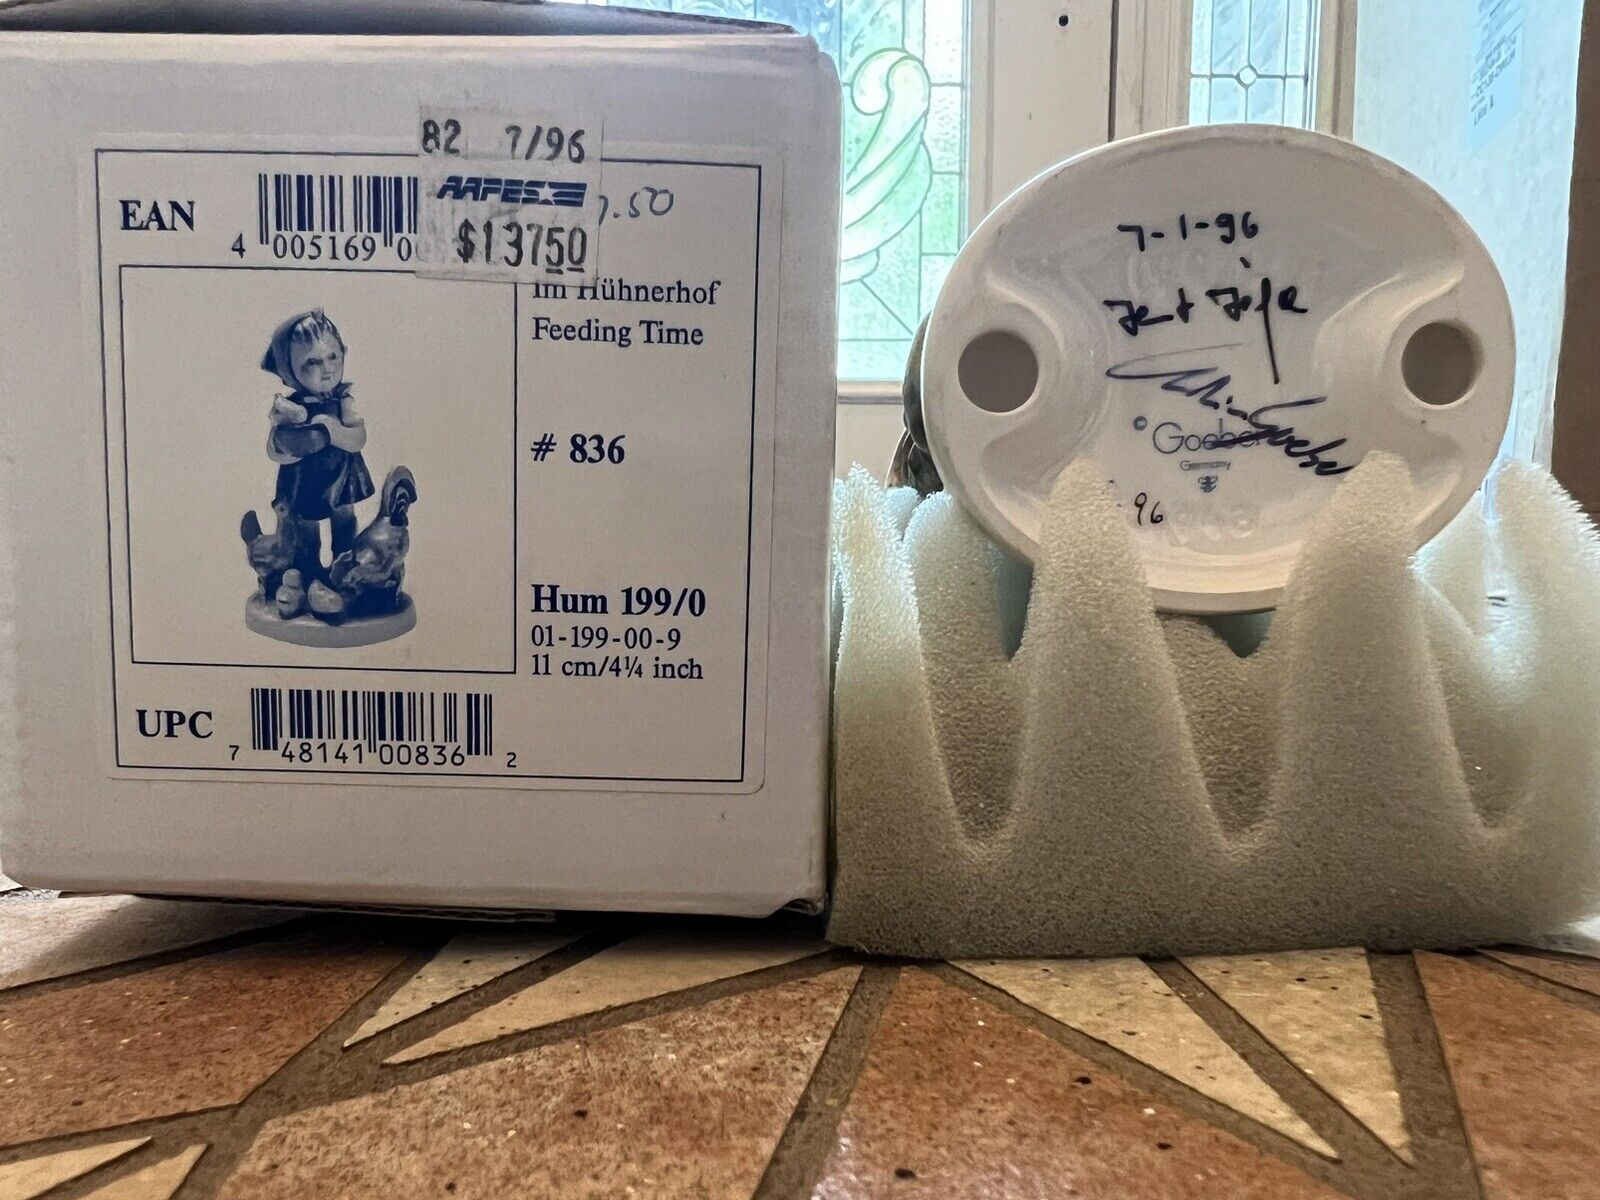 82 7/96
AAFES
$137.50
7.50
EAN
4 005169 0
Im Hühnerhof
Feeding Time
# 836
Hum 199/0
01-199-00-9
11 cm/4¼ inch
UPC
7 48141 00836 2
7-1-96
© Goebel
Germany
96